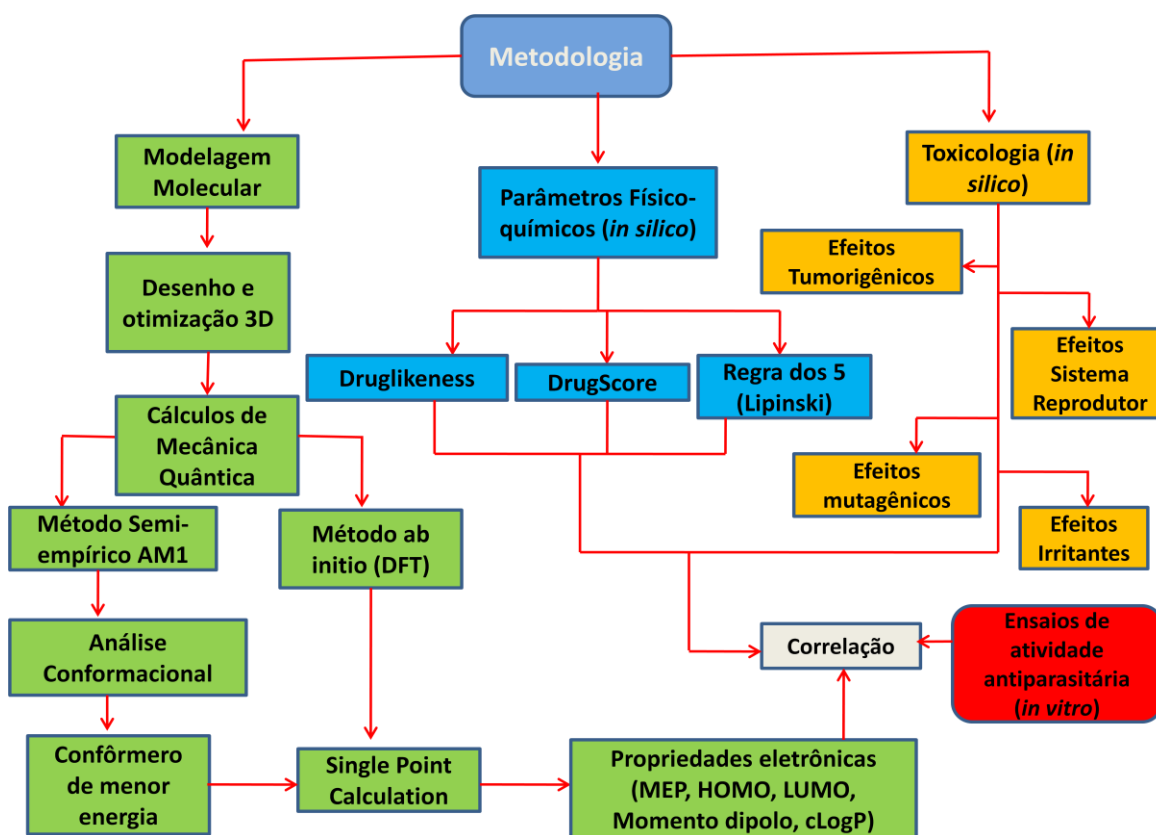 Metodologia
Modelagem
Molecular
Desenho e
otimização 3D
Cálculos de
Mecânica
Quântica
Método Semi-
empírico AM1
Análise
Conformacional
Confôrmero
de menor
energia
Método ab
initio (DFT)
Single Point
Calculation
Propriedades eletrônicas
(MEP, HOMO, LUMO,
Momento dipolo, cLogP)
Parâmetros Físico-
químicos (in silico)
Druglikeness
DrugScore
Regra dos 5
(Lipinski)
Toxicologia (in
silico)
Efeitos
Tumorigênicos
Efeitos
Sistema
Reprodutor
Efeitos
mutagênicos
Efeitos
Irritantes
Correlação
Ensaios de
atividade
antiparasitária
(in vitro)